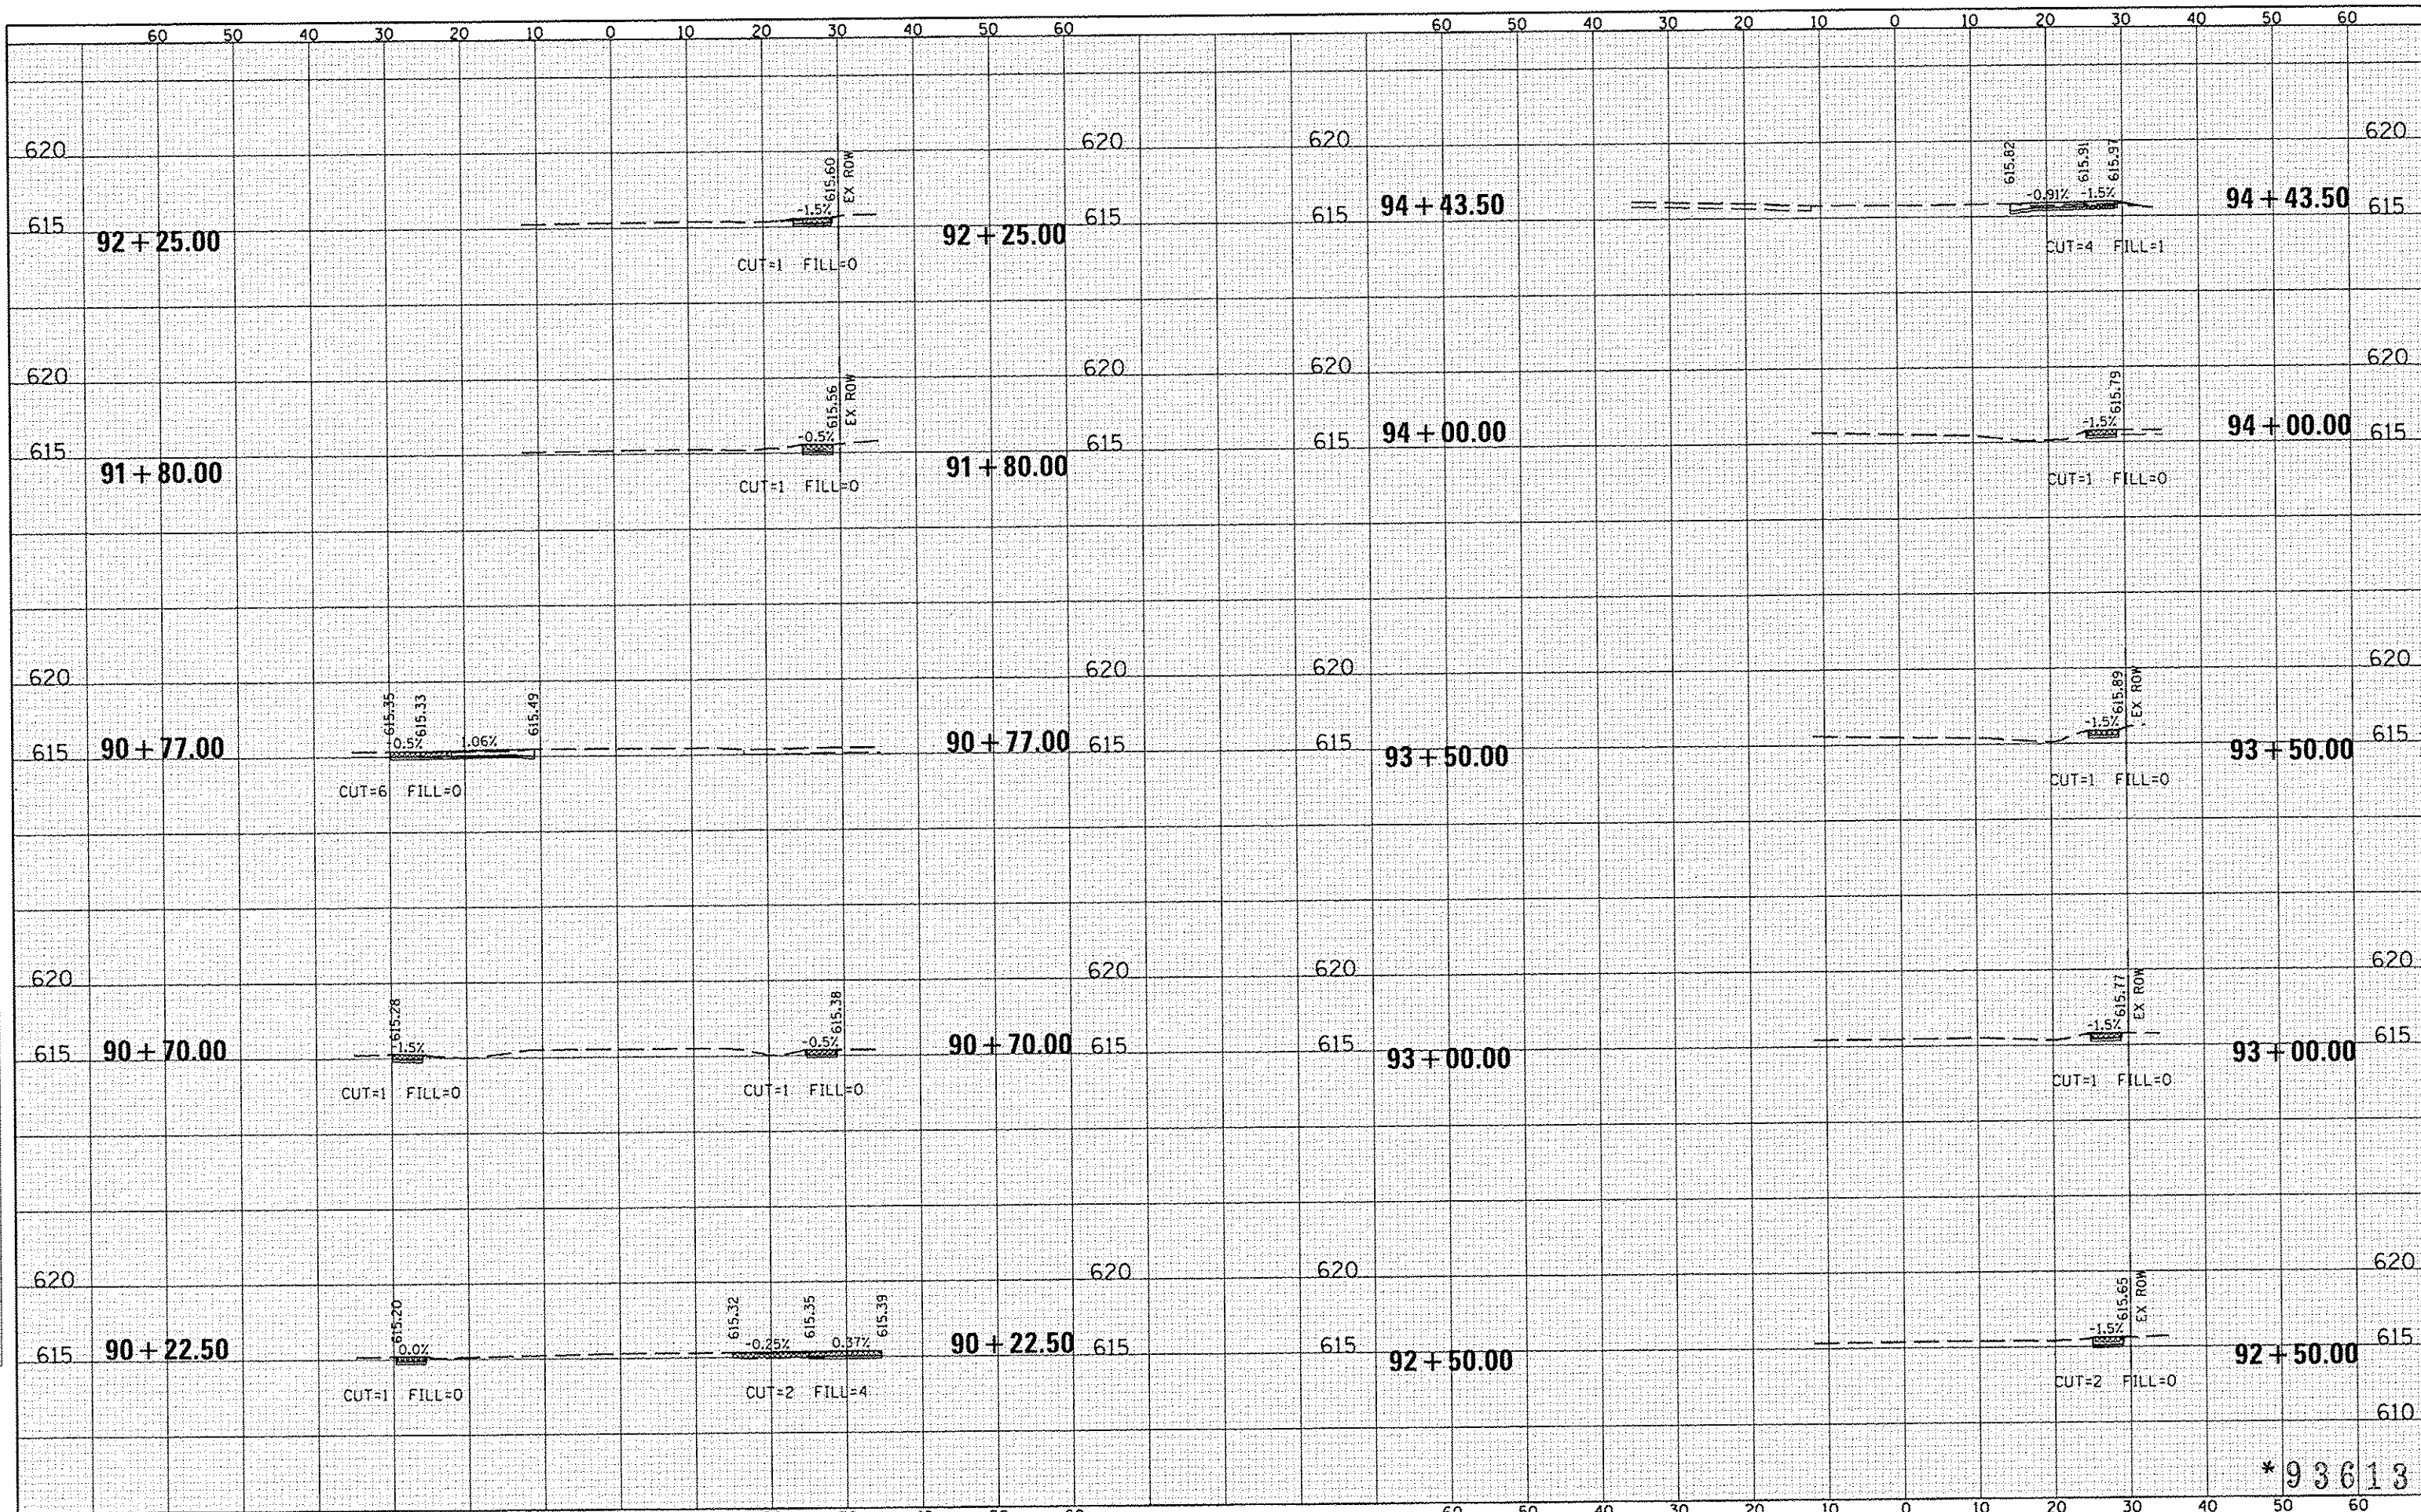 60 50 40 30 20 10 0 10 20 30 40 50 60 60 50 40 30 20 10 0 10 20 30 40 50 60
620 620 620 620
615.60 EX ROW
615.82 615.91 615.97
-1.5% -0.91% -1.5%
615 92 + 25.00 92 + 25.00 615 615 94 + 43.50 94 + 43.50 615
CUT=1 FILL=0 CUT=4 FILL=1
620 620 620 620
615.56 EX ROW
615.79
-0.5% -1.5%
615 91 + 80.00 91 + 80.00 615 615 94 + 00.00 94 + 00.00 615
CUT=1 FILL=0 CUT=1 FILL=0
620 620 620 620
615.35 615.33 615.49
615.89 EX ROW
-0.5% 1.06% -1.5%
615 90 + 77.00 90 + 77.00 615 615 93 + 50.00 93 + 50.00 615
CUT=6 FILL=0 CUT=1 FILL=0
620 620 620 620
615.28 615.38
615.77 EX ROW
-1.5% -0.5% -1.5%
615 90 + 70.00 90 + 70.00 615 615 93 + 00.00 93 + 00.00 615
CUT=1 FILL=0 CUT=1 FILL=0 CUT=1 FILL=0
620 620 620 620
615.20 615.32 615.35 615.39
615.65 EX ROW
0.0% -0.25% 0.37% -1.5%
615 90 + 22.50 90 + 22.50 615 615 92 + 50.00 92 + 50.00 615
CUT=1 FILL=0 CUT=2 FILL=4 CUT=2 FILL=0
610
*93613
60 50 40 30 20 10 0 10 20 30 40 50 60